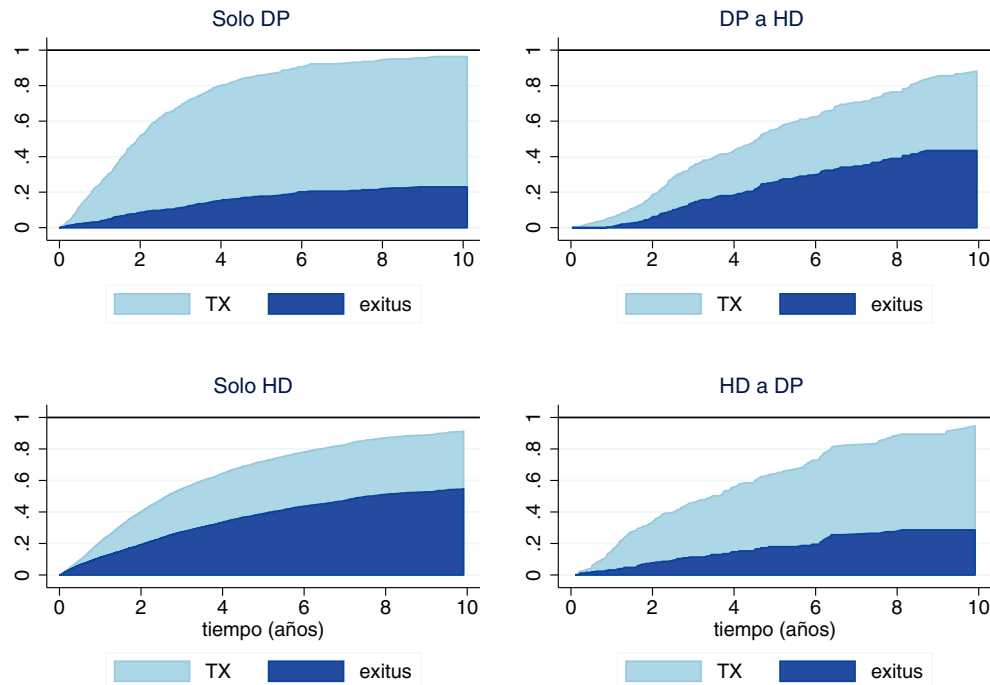 Solo DP
1
.8
.6
.4
.2
0
0 2 4 6 8 10
TX exitus
DP a HD
1
.8
.6
.4
.2
0
0 2 4 6 8 10
TX exitus
Solo HD
1
.8
.6
.4
.2
0
0 2 4 6 8 10
tiempo (años)
TX exitus
HD a DP
1
.8
.6
.4
.2
0
0 2 4 6 8 10
tiempo (años)
TX exitus